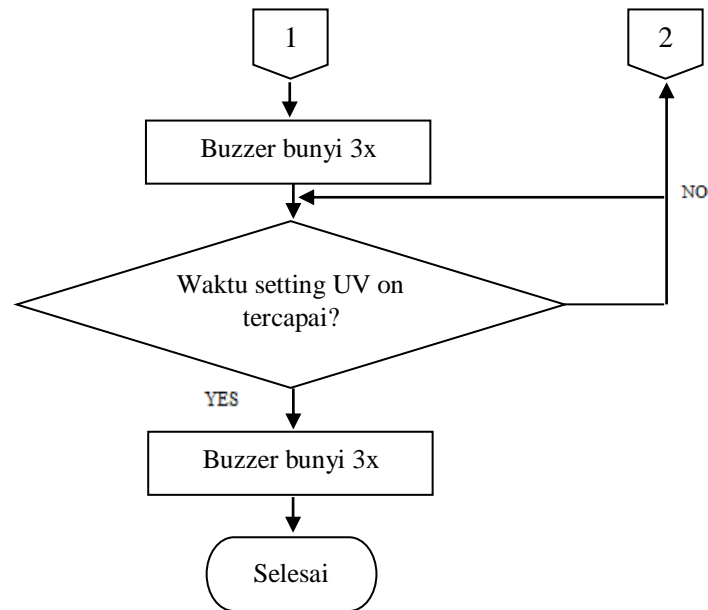 1
2
Buzzer bunyi 3x
NO
Waktu setting UV on
tercapai?
YES
Buzzer bunyi 3x
Selesai